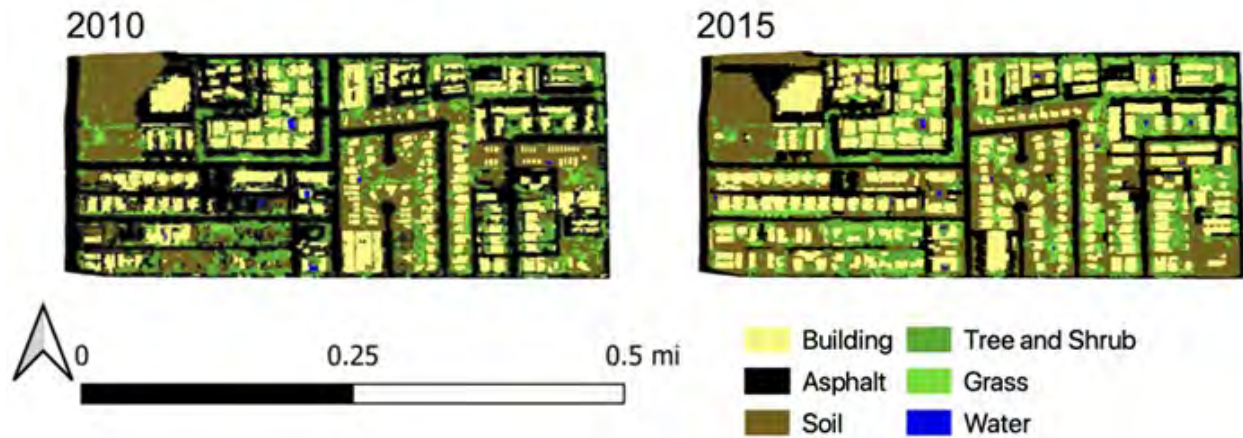 2010
2015
0
0.25
0.5 mi
Building
Tree and Shrub
Asphalt
Grass
Soil
Water